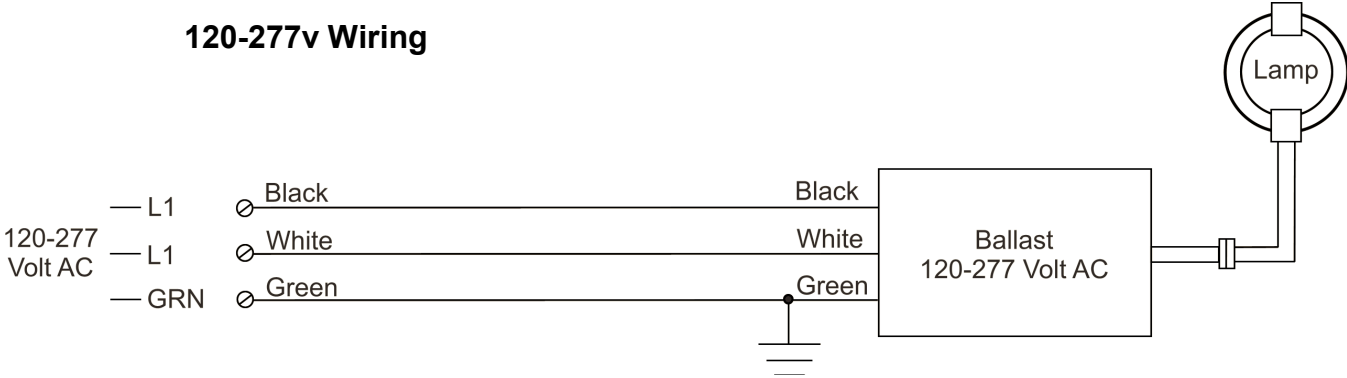 120-277v Wiring
Lamp
L1 Black Black
120-277
Volt AC
L1 White White
GRN Green Green
Ballast
120-277 Volt AC